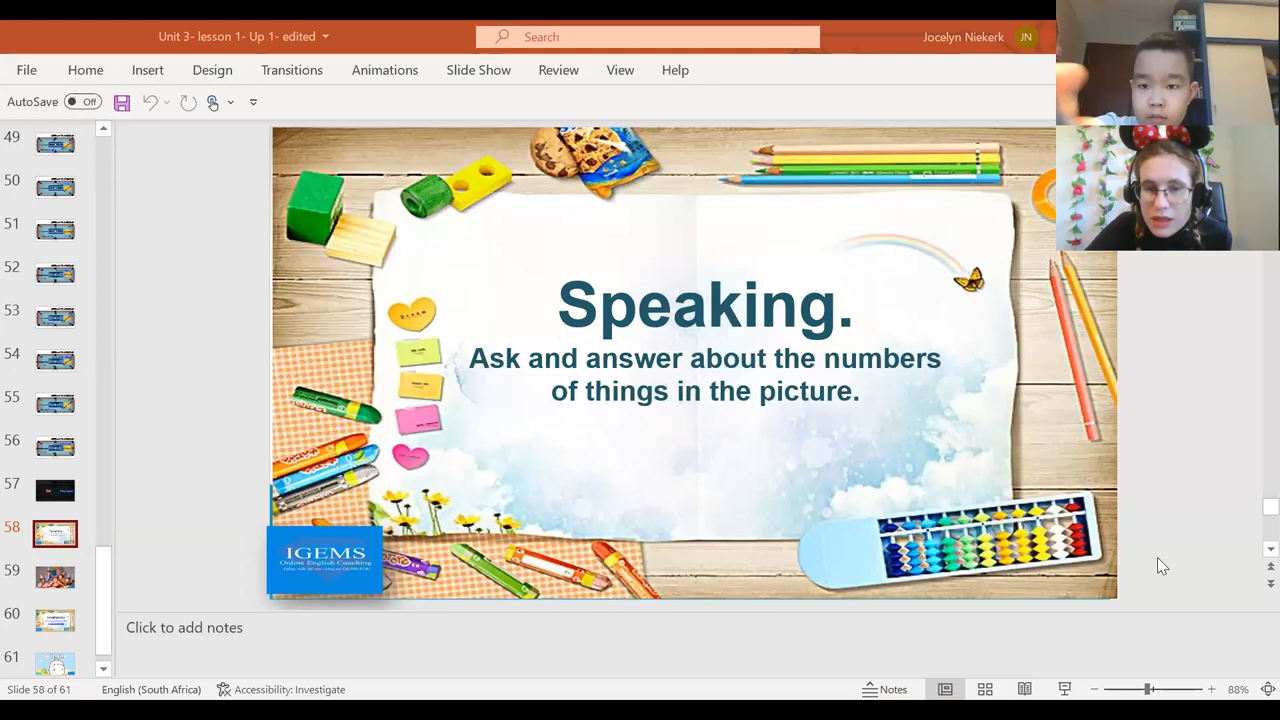 Unit 3- lesson 1- Up 1- edited
Search
Jocelyn Niekerk JN
File Home Insert Design Transitions Animations Slide Show Review View Help
AutoSave Off
49
50
51
52
53
54
55
56
57
58
59
60
61
Speaking.
Ask and answer about the numbers
of things in the picture.
IGEMS
Online English Coaching
Click to add notes
Slide 58 of 61 English (South Africa) Accessibility: Investigate Notes 88%